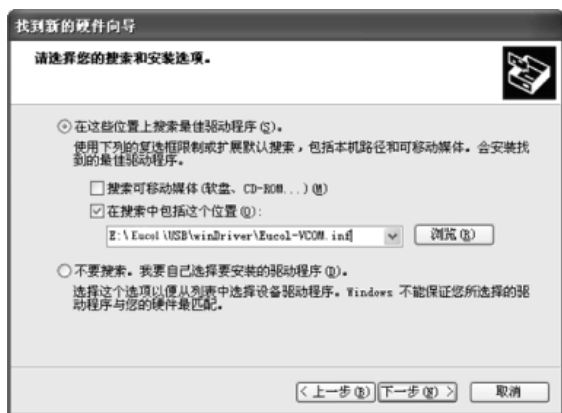 找到新的硬件向导
请选择您的搜索和安装选项。
在这些位置上搜索最佳驱动程序(S)。
使用下列的复选框限制或扩展默认搜索，包括本机路径和可移动媒体。会安装找
到的最佳驱动程序。
搜索可移动媒体(软盘、CD-ROM...)(M)
在搜索中包括这个位置(O):
E:\Eucol\USB\winDriver\Eucol-VCOM.inf
浏览(R)
不要搜索。我要自己选择要安装的驱动程序(D)。
选择这个选项以便从列表中选择设备驱动程序。Windows 不能保证您所选择的驱
动程序与您的硬件最匹配。
< 上一步(B) 下一步(N) > 取消